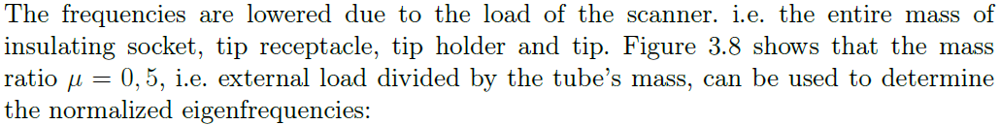 The frequencies are lowered due to the load of the scanner. i.e. the entire mass of
insulating socket, tip receptacle, tip holder and tip. Figure 3.8 shows that the mass
ratio μ = 0, 5, i.e. external load divided by the tube's mass, can be used to determine
the normalized eigenfrequencies: